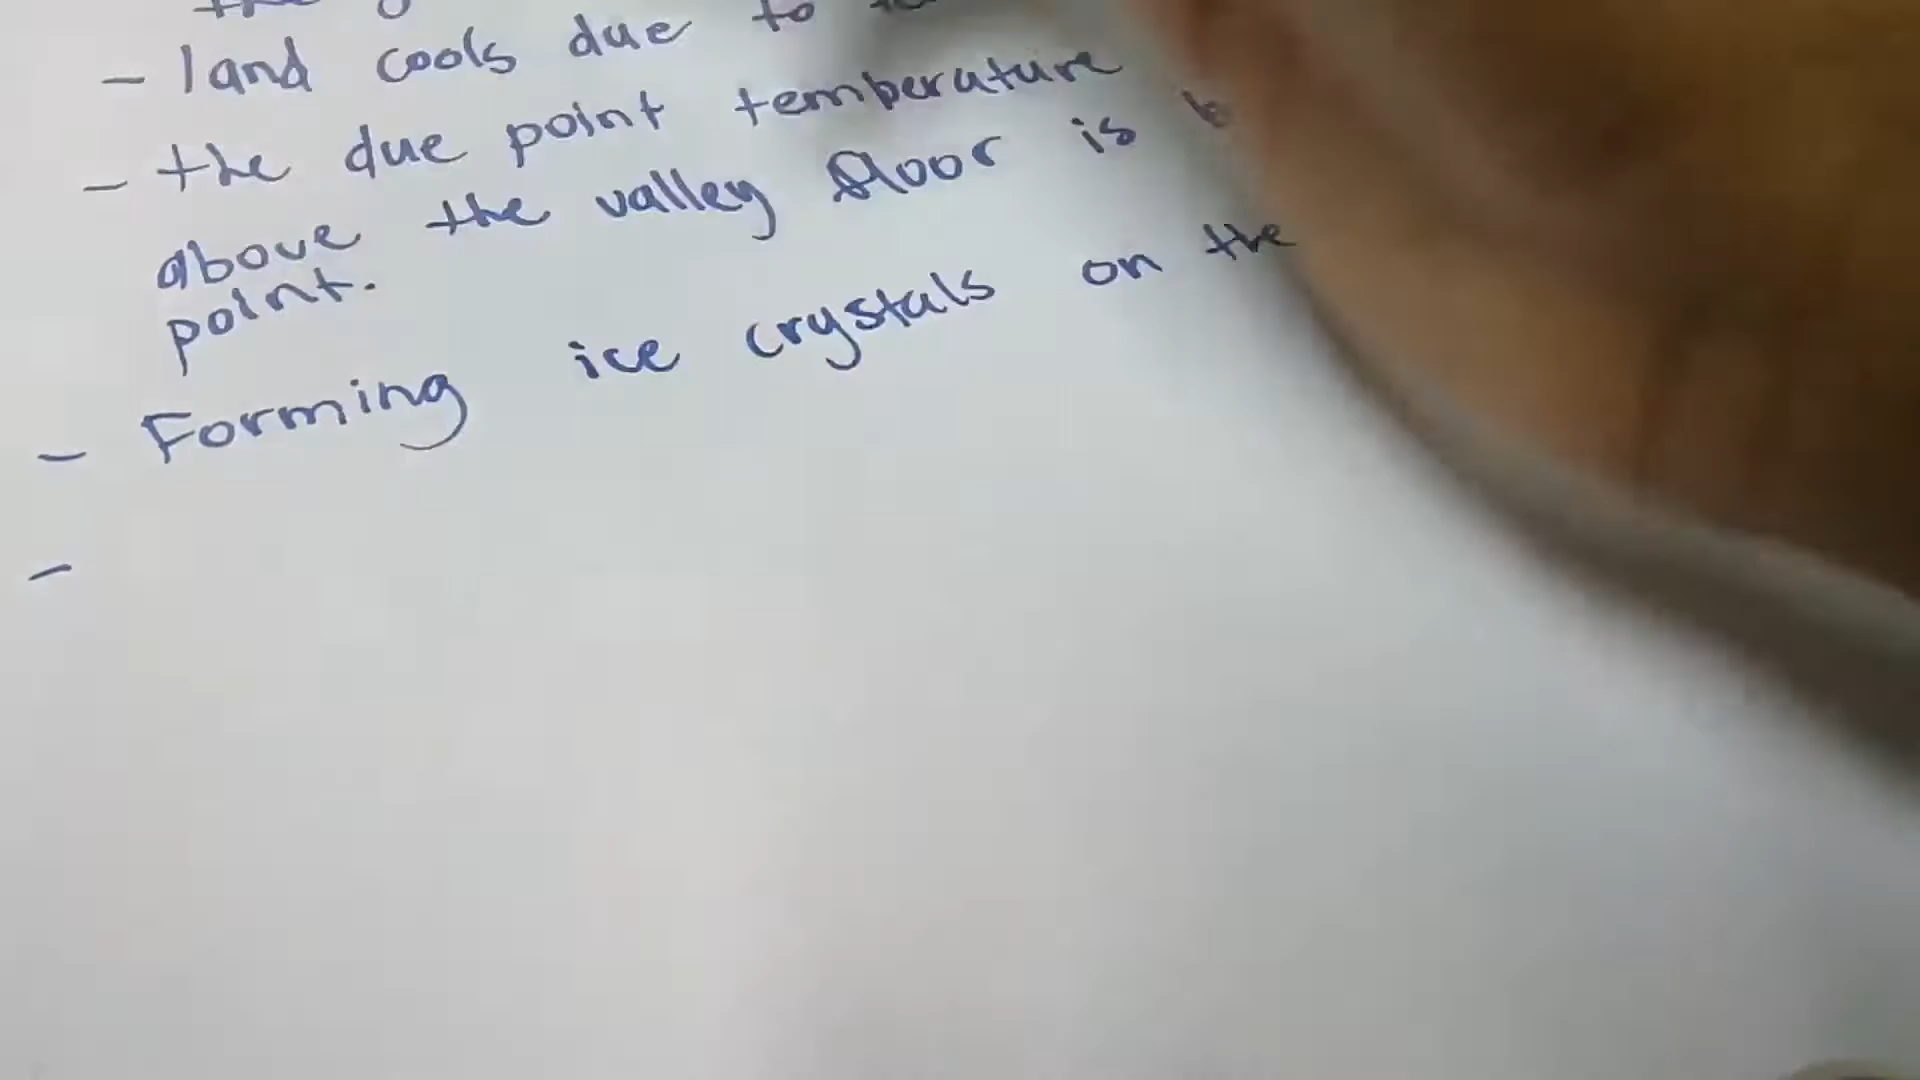 the
- land cools due to
- the due point temperature
above the valley floor is
point.
- Forming ice crystals on the
-